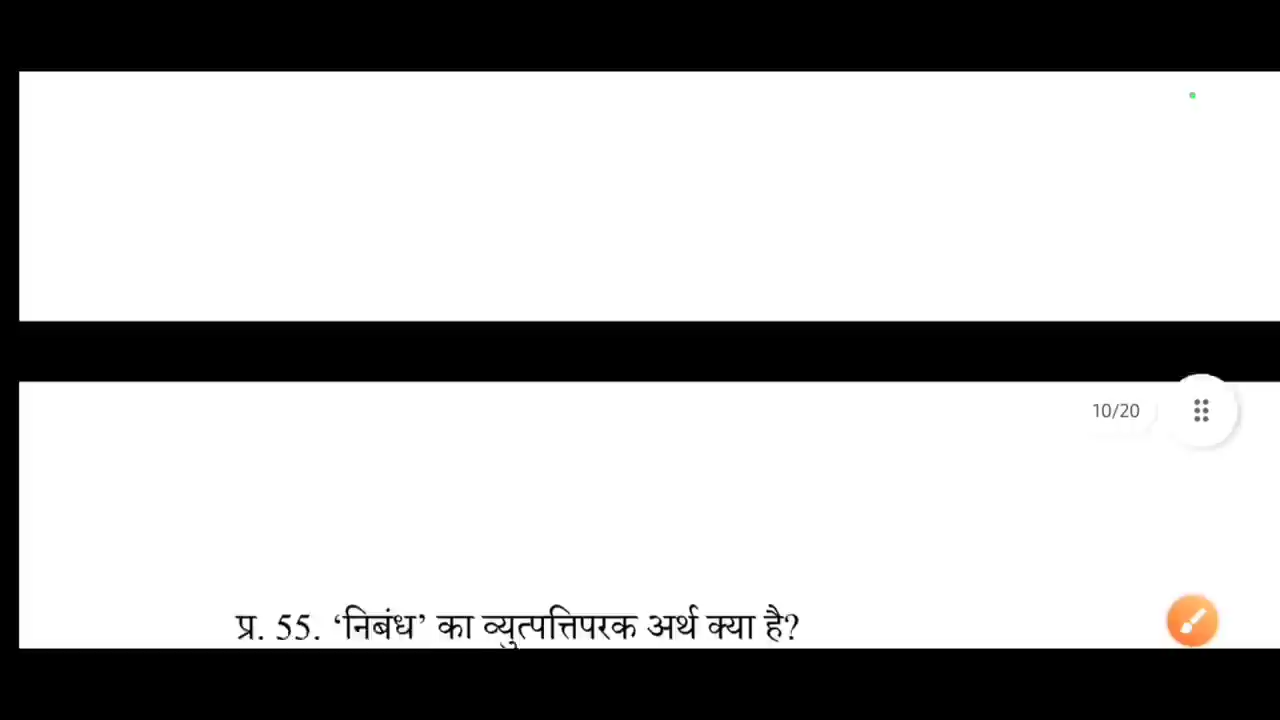 10/20
प्र. 55. ‘निबंध’ का व्युत्पत्तिपरक अर्थ क्या है?